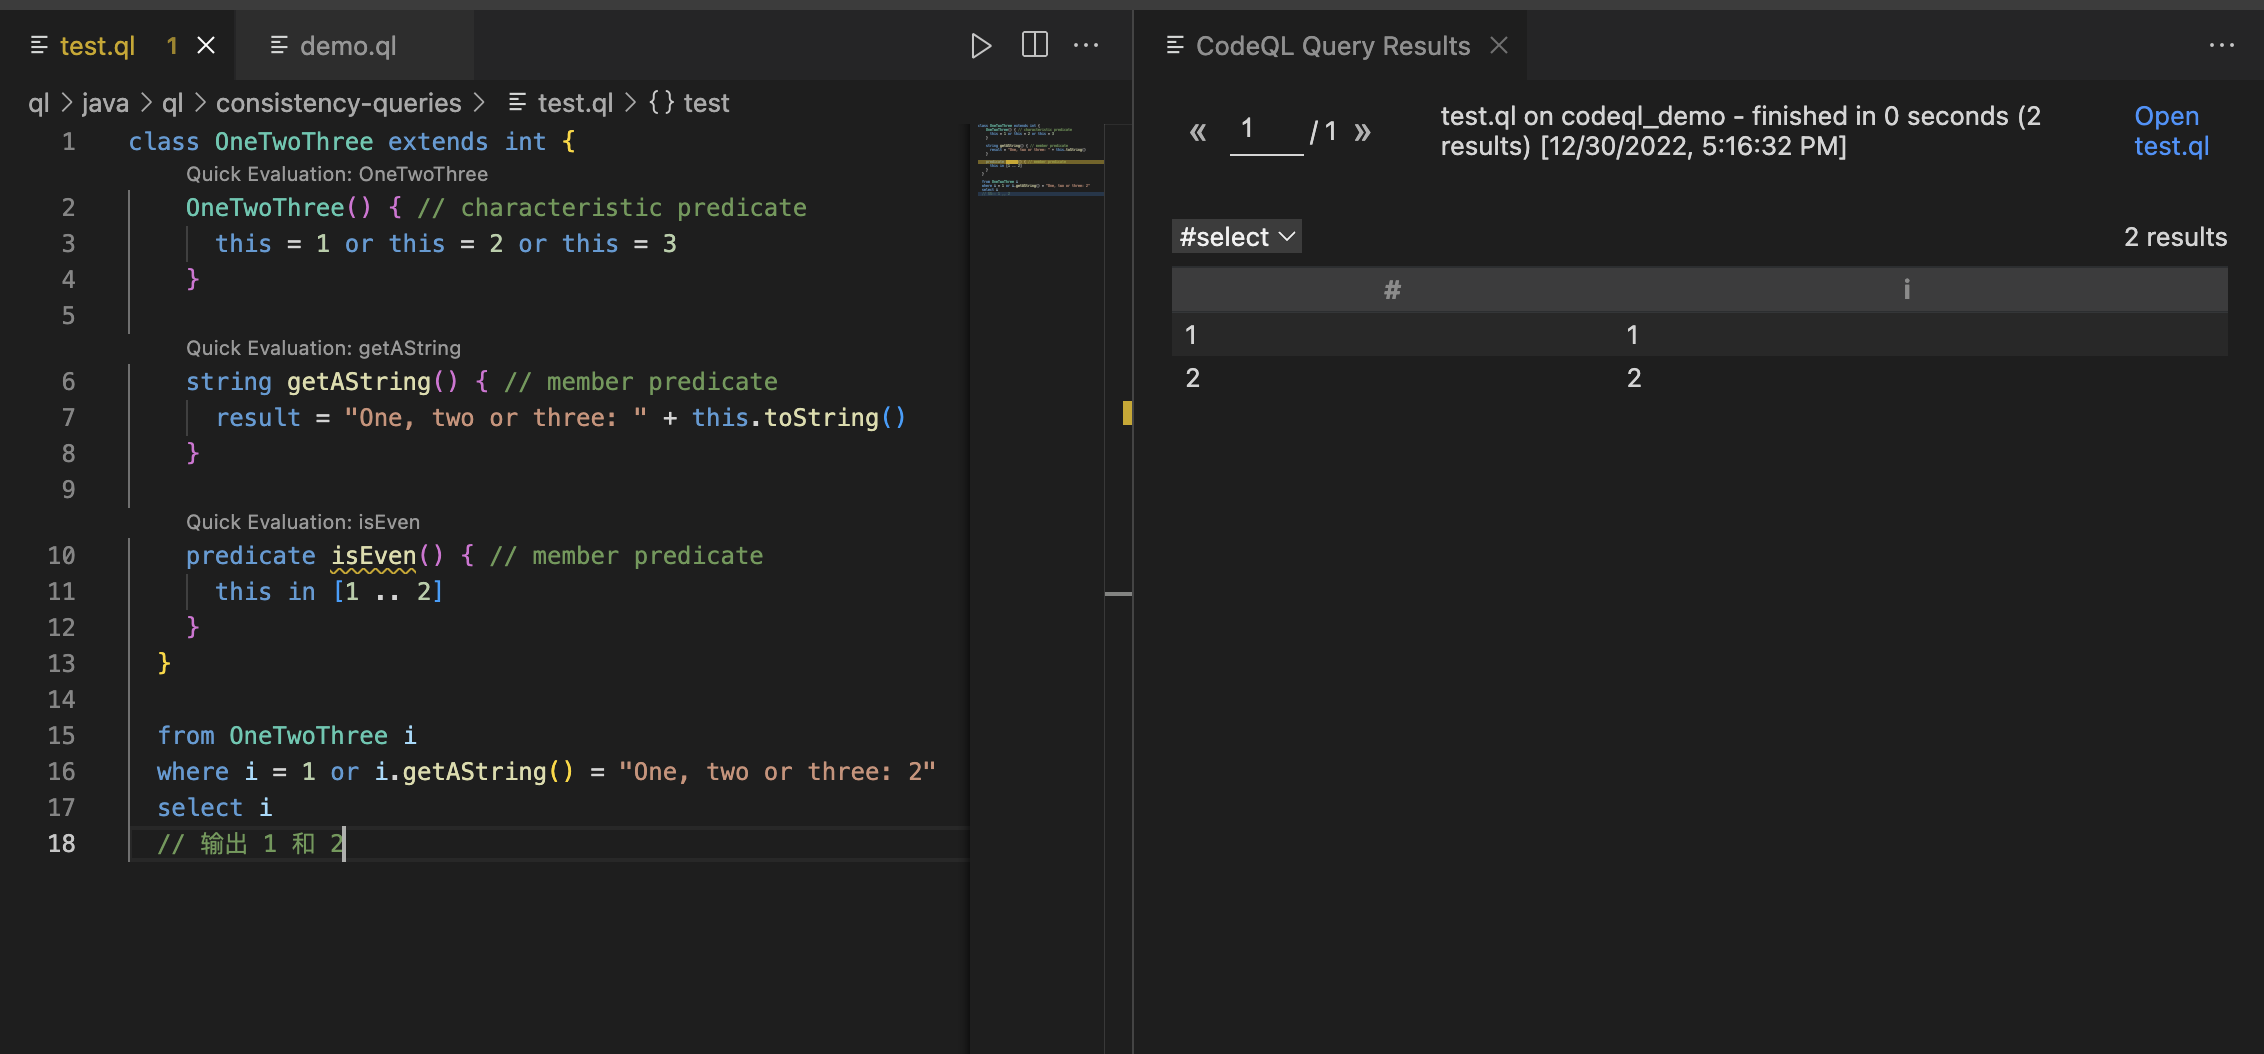 test.ql 1
demo.ql
ql > java > ql > consistency-queries > test.ql > {} test
1 class OneTwoThree extends int {
Quick Evaluation: OneTwoThree
2 OneTwoThree() { // characteristic predicate
3 this = 1 or this = 2 or this = 3
4 }
5
Quick Evaluation: getAString
6 string getAString() { // member predicate
7 result = "One, two or three: " + this.toString()
8 }
9
Quick Evaluation: isEven
10 predicate isEven() { // member predicate
11 this in [1 .. 2]
12 }
13 }
14
15 from OneTwoThree i
16 where i = 1 or i.getAString() = "One, two or three: 2"
17 select i
18 // 输出 1 和 2
CodeQL Query Results
« 1 / 1 »
test.ql on codeql_demo - finished in 0 seconds (2
results) [12/30/2022, 5:16:32 PM]
Open
test.ql
#select
2 results
# i
1 1
2 2